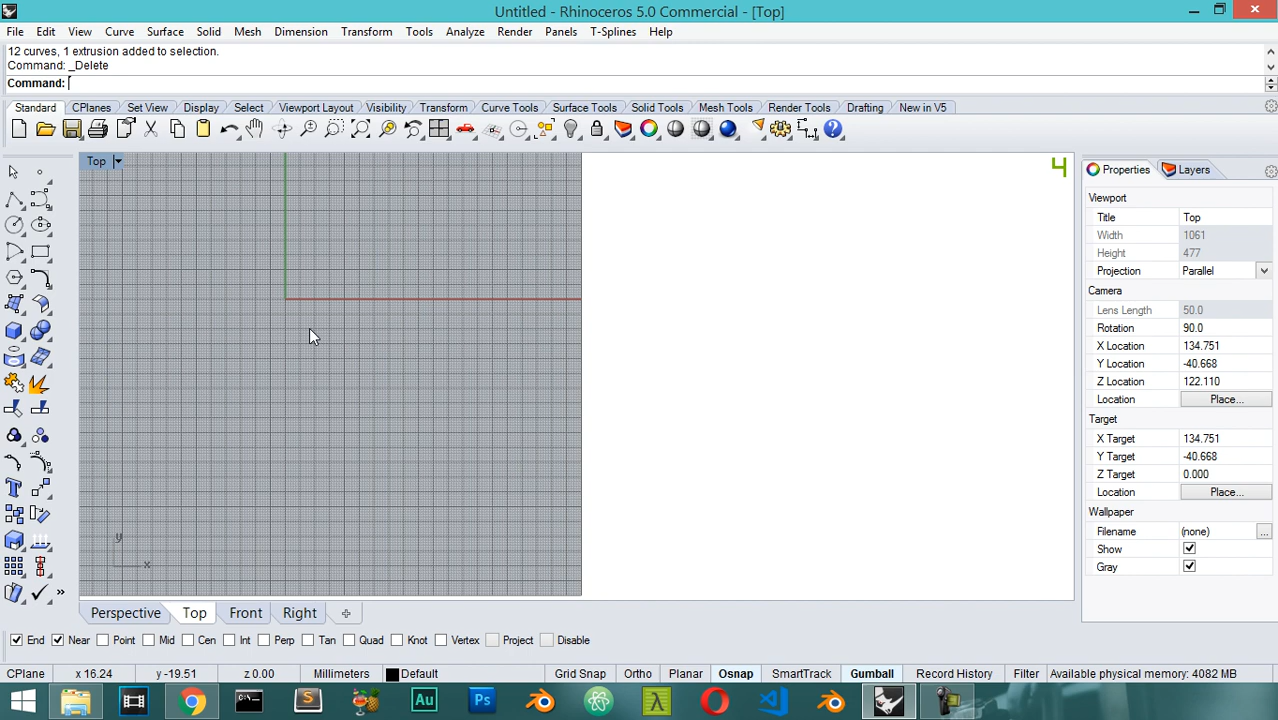 Untitled - Rhinoceros 5.0 Commercial - [Top]
File Edit View Curve Surface Solid Mesh Dimension Transform Tools Analyze Render Panels T-Splines Help
12 curves, 1 extrusion added to selection.
Command: _Delete
Command:
Standard CPlanes Set View Display Select Viewport Layout Visibility Transform Curve Tools Surface Tools Solid Tools Mesh Tools Render Tools Drafting New in V5
Top
4
Properties Layers
Viewport
Title Top
Width 1061
Height 477
Projection Parallel
Camera
Lens Length 50.0
Rotation 90.0
X Location 134.751
Y Location -40.668
Z Location 122.110
Location Place...
Target
X Target 134.751
Y Target -40.668
Z Target 0.000
Location Place...
Wallpaper
Filename (none) ...
Show
Gray
y
x
Perspective Top Front Right
End Near Point Mid Cen Int Perp Tan Quad Knot Vertex Project Disable
CPlane x 16.24 y -19.51 z 0.00 Millimeters Default Grid Snap Ortho Planar Osnap SmartTrack Gumball Record History Filter Available physical memory: 4082 MB
Au Ps